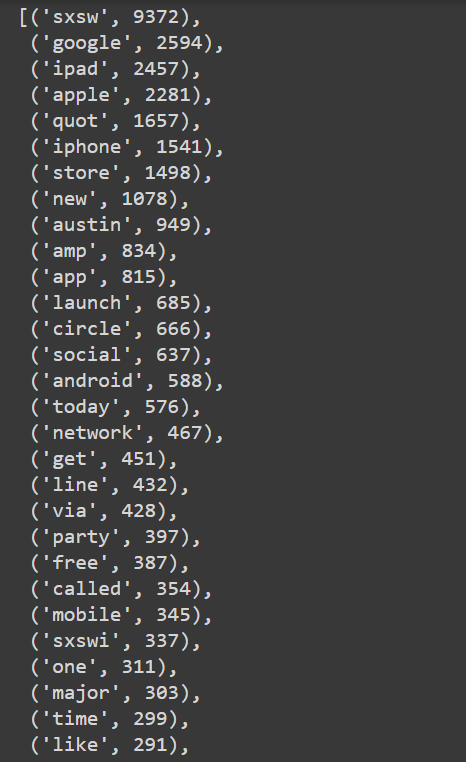 [('sxsw', 9372),
('google', 2594),
('ipad', 2457),
('apple', 2281),
('quot', 1657),
('iphone', 1541),
('store', 1498),
('new', 1078),
('austin', 949),
('amp', 834),
('app', 815),
('launch', 685),
('circle', 666),
('social', 637),
('android', 588),
('today', 576),
('network', 467),
('get', 451),
('line', 432),
('via', 428),
('party', 397),
('free', 387),
('called', 354),
('mobile', 345),
('sxswi', 337),
('one', 311),
('major', 303),
('time', 299),
('like', 291),